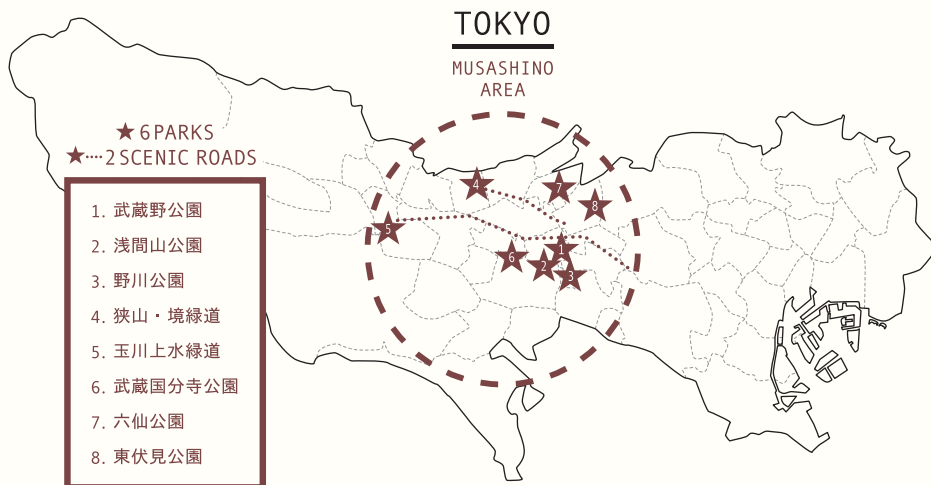 TOKYO
MUSASHINO
AREA
★ 6 PARKS
★····2 SCENIC ROADS
1. 武蔵野公園
2. 浅間山公園
3. 野川公園
4. 狭山・境緑道
5. 玉川上水緑道
6. 武蔵国分寺公園
7. 六仙公園
8. 東伏見公園
4
7
8
5
1
6
2
3